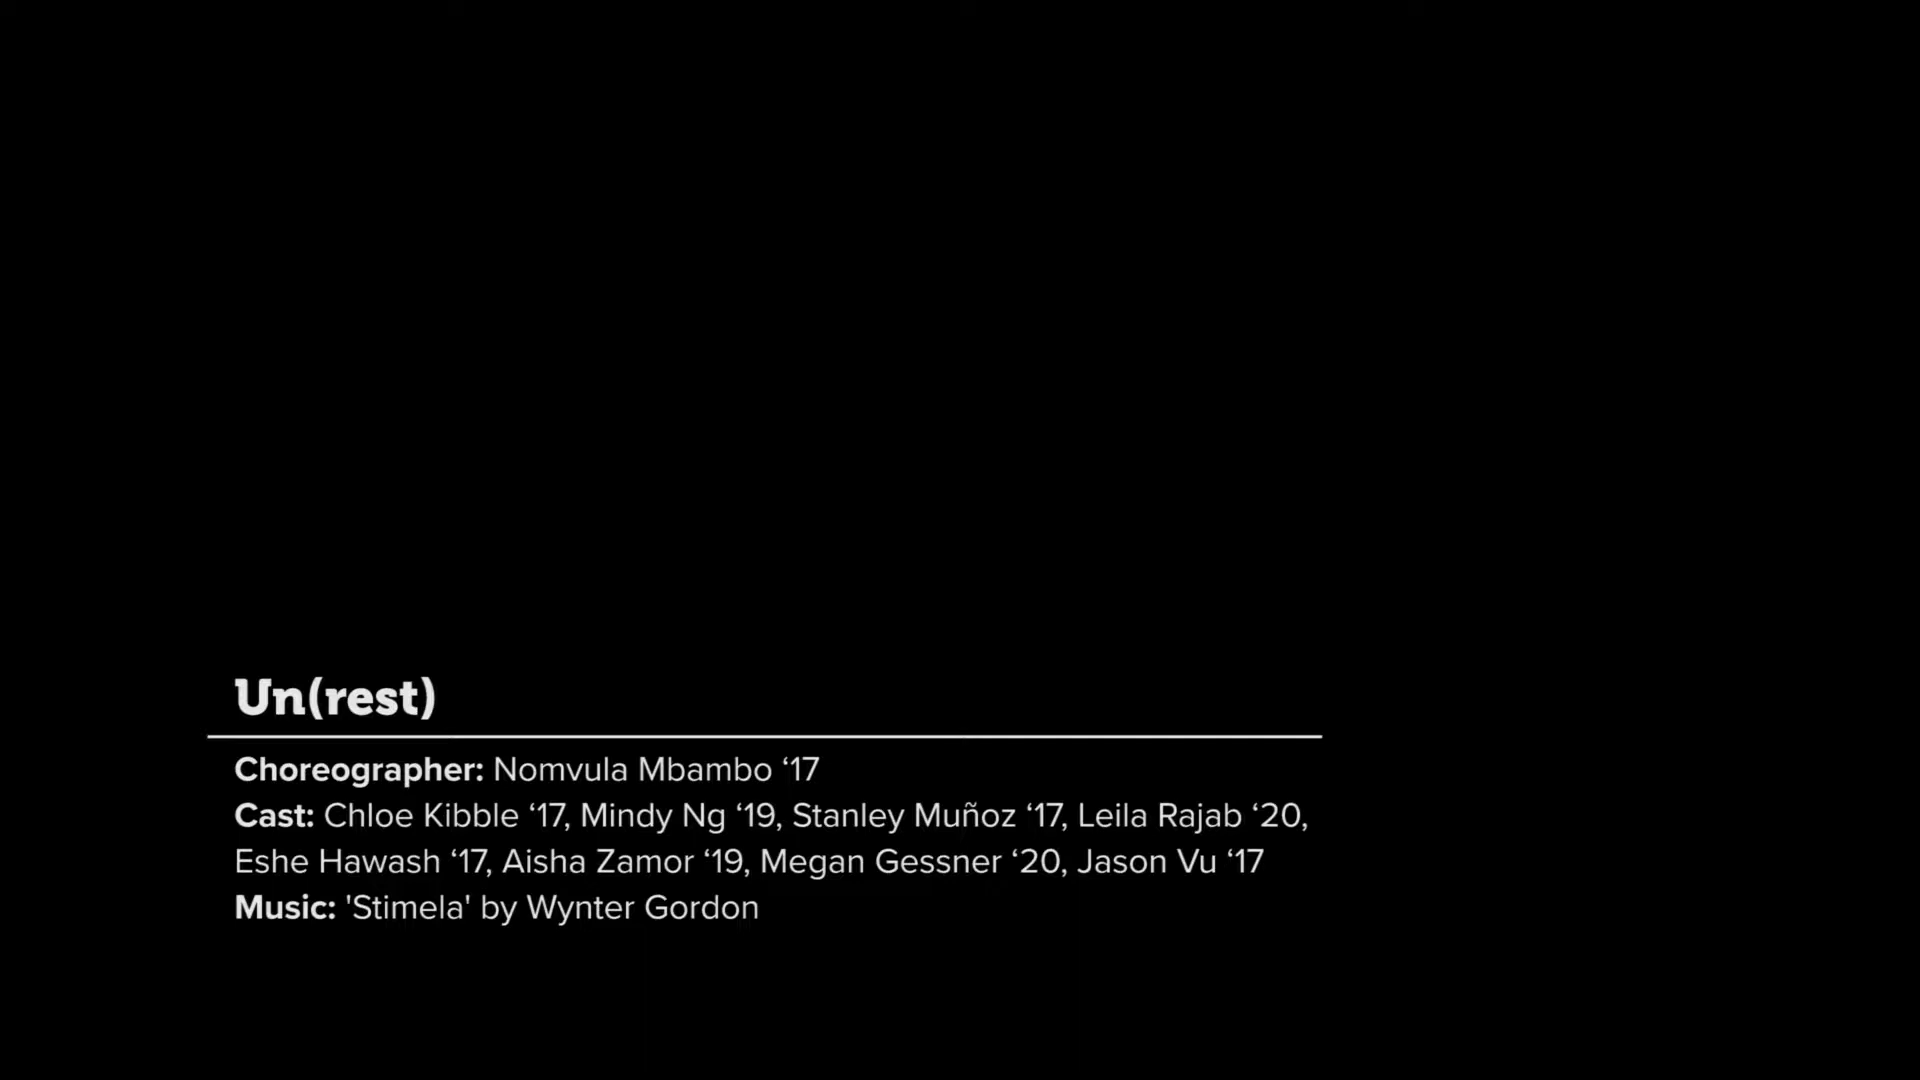 Un(rest)
Choreographer: Nomvula Mbambo ‘17
Cast: Chloe Kibble ‘17, Mindy Ng ‘19, Stanley Muñoz ‘17, Leila Rajab ‘20,
Eshe Hawash ‘17, Aisha Zamor ‘19, Megan Gessner ‘20, Jason Vu ‘17
Music: 'Stimela' by Wynter Gordon